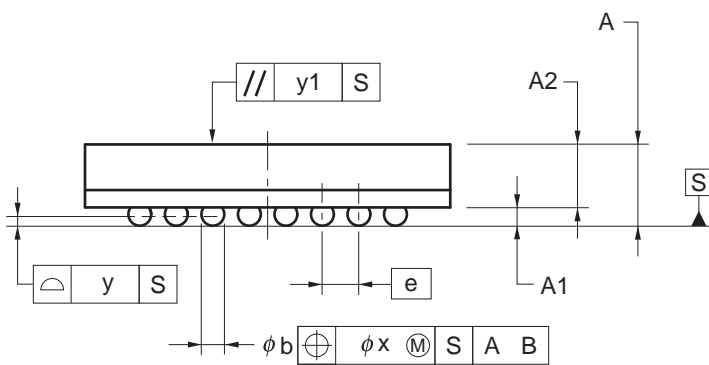 A
// y1 S
A2
S
⌓ y S
e
A1
ϕb ⌖ ϕx Ⓜ S A B